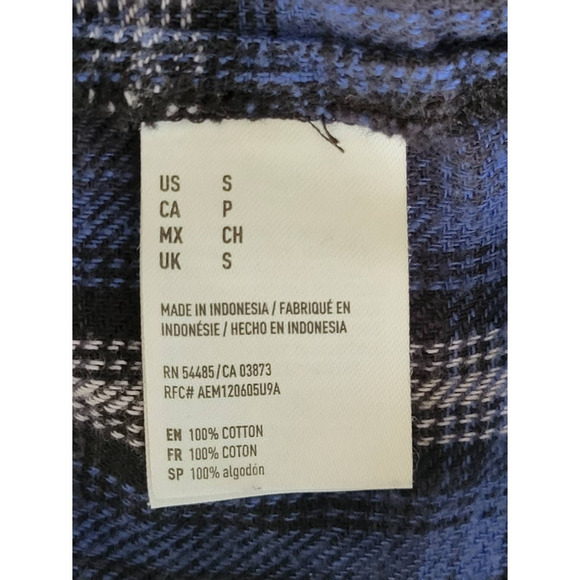 US S
CA P
MX CH
UK S
MADE IN INDONESIA / FABRIQUÉ EN
INDONÉSIE / HECHO EN INDONESIA
RN 54485/CA 03873
RFC# AEM120605U9A
EN 100% COTTON
FR 100% COTON
SP 100% algodón